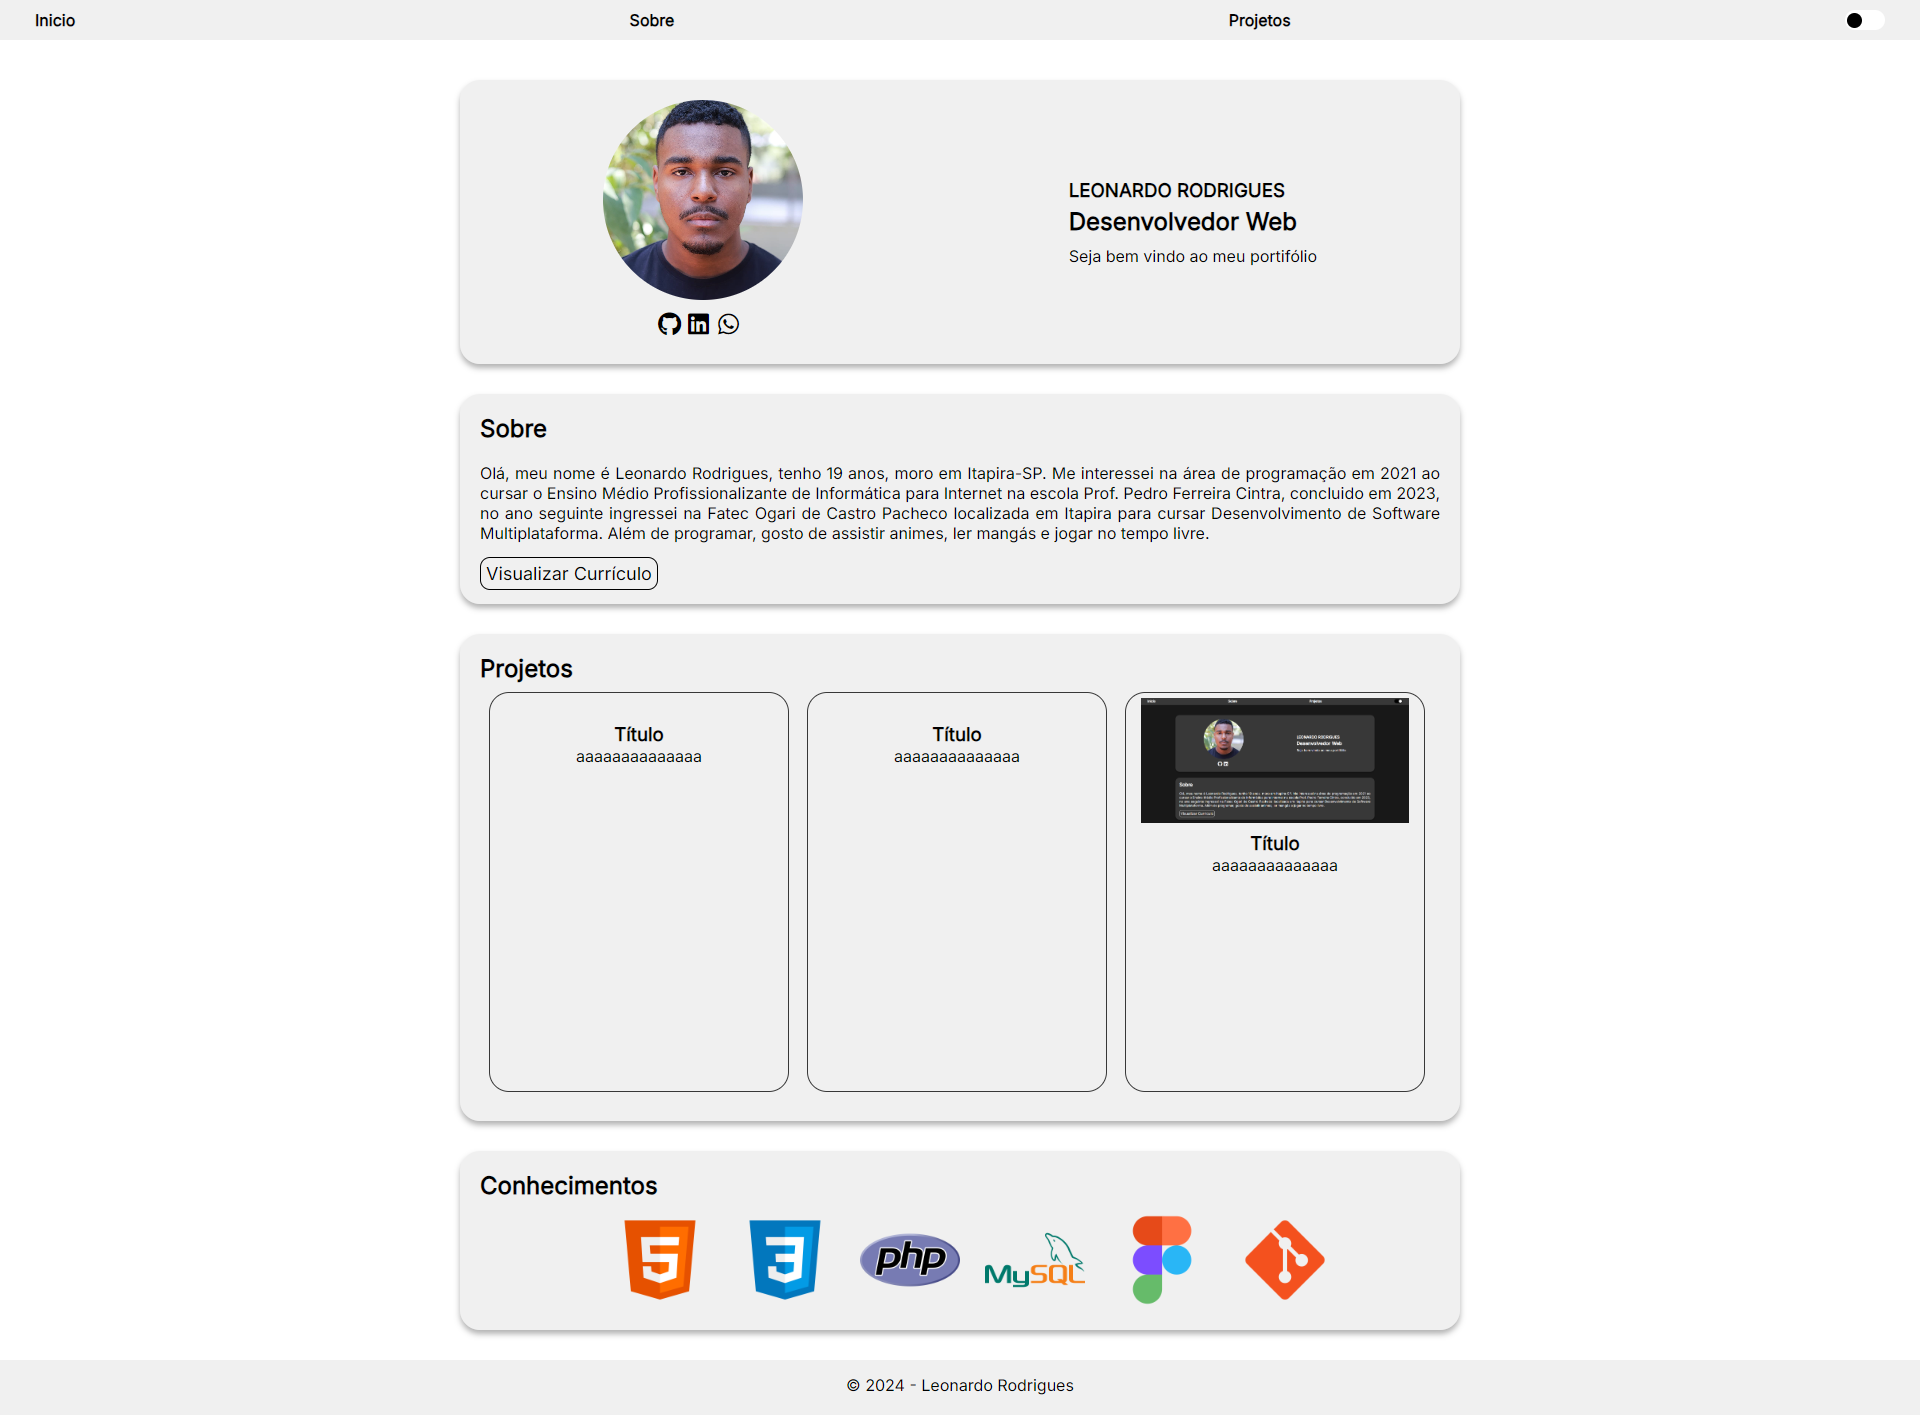 Inicio
Sobre
Projetos
LEONARDO RODRIGUES
Desenvolvedor Web
Seja bem vindo ao meu portifólio
Sobre
Olá, meu nome é Leonardo Rodrigues, tenho 19 anos, moro em Itapira-SP. Me interessei na área de programação em 2021 ao
cursar o Ensino Médio Profissionalizante de Informática para Internet na escola Prof. Pedro Ferreira Cintra, concluido em 2023,
no ano seguinte ingressei na Fatec Ogari de Castro Pacheco localizada em Itapira para cursar Desenvolvimento de Software
Multiplataforma. Além de programar, gosto de assistir animes, ler mangás e jogar no tempo livre.
Visualizar Currículo
Projetos
Título
aaaaaaaaaaaaaa
Título
aaaaaaaaaaaaaa
LEONARDO RODRIGUES
Desenvolvedor Web
Sobre
Título
aaaaaaaaaaaaaa
Conhecimentos
php
MySQL
© 2024 - Leonardo Rodrigues